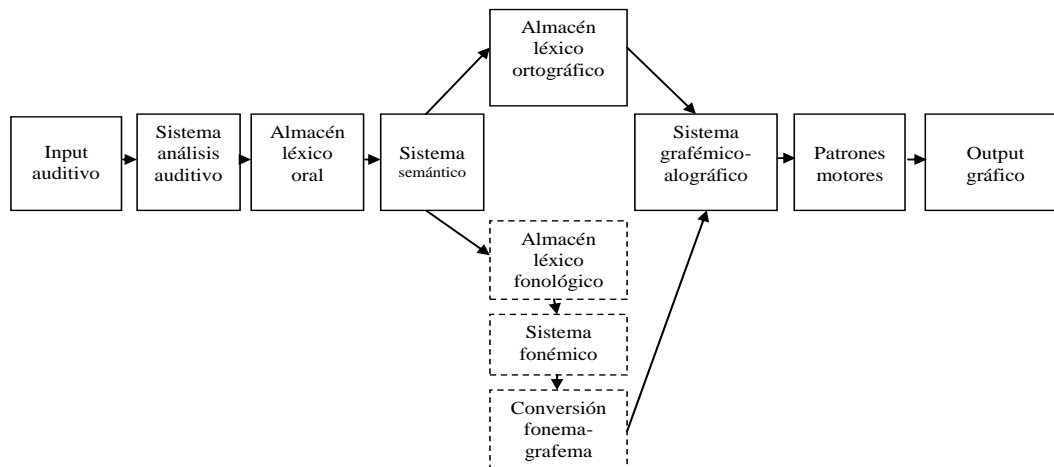 Almacén
léxico
ortográfico
Input
auditivo
Sistema
análisis
auditivo
Almacén
léxico
oral
Sistema
semántico
Sistema
grafémico-
alográfico
Patrones
motores
Output
gráfico
Almacén
léxico
fonológico
Sistema
fonémico
Conversión
fonema-
grafema